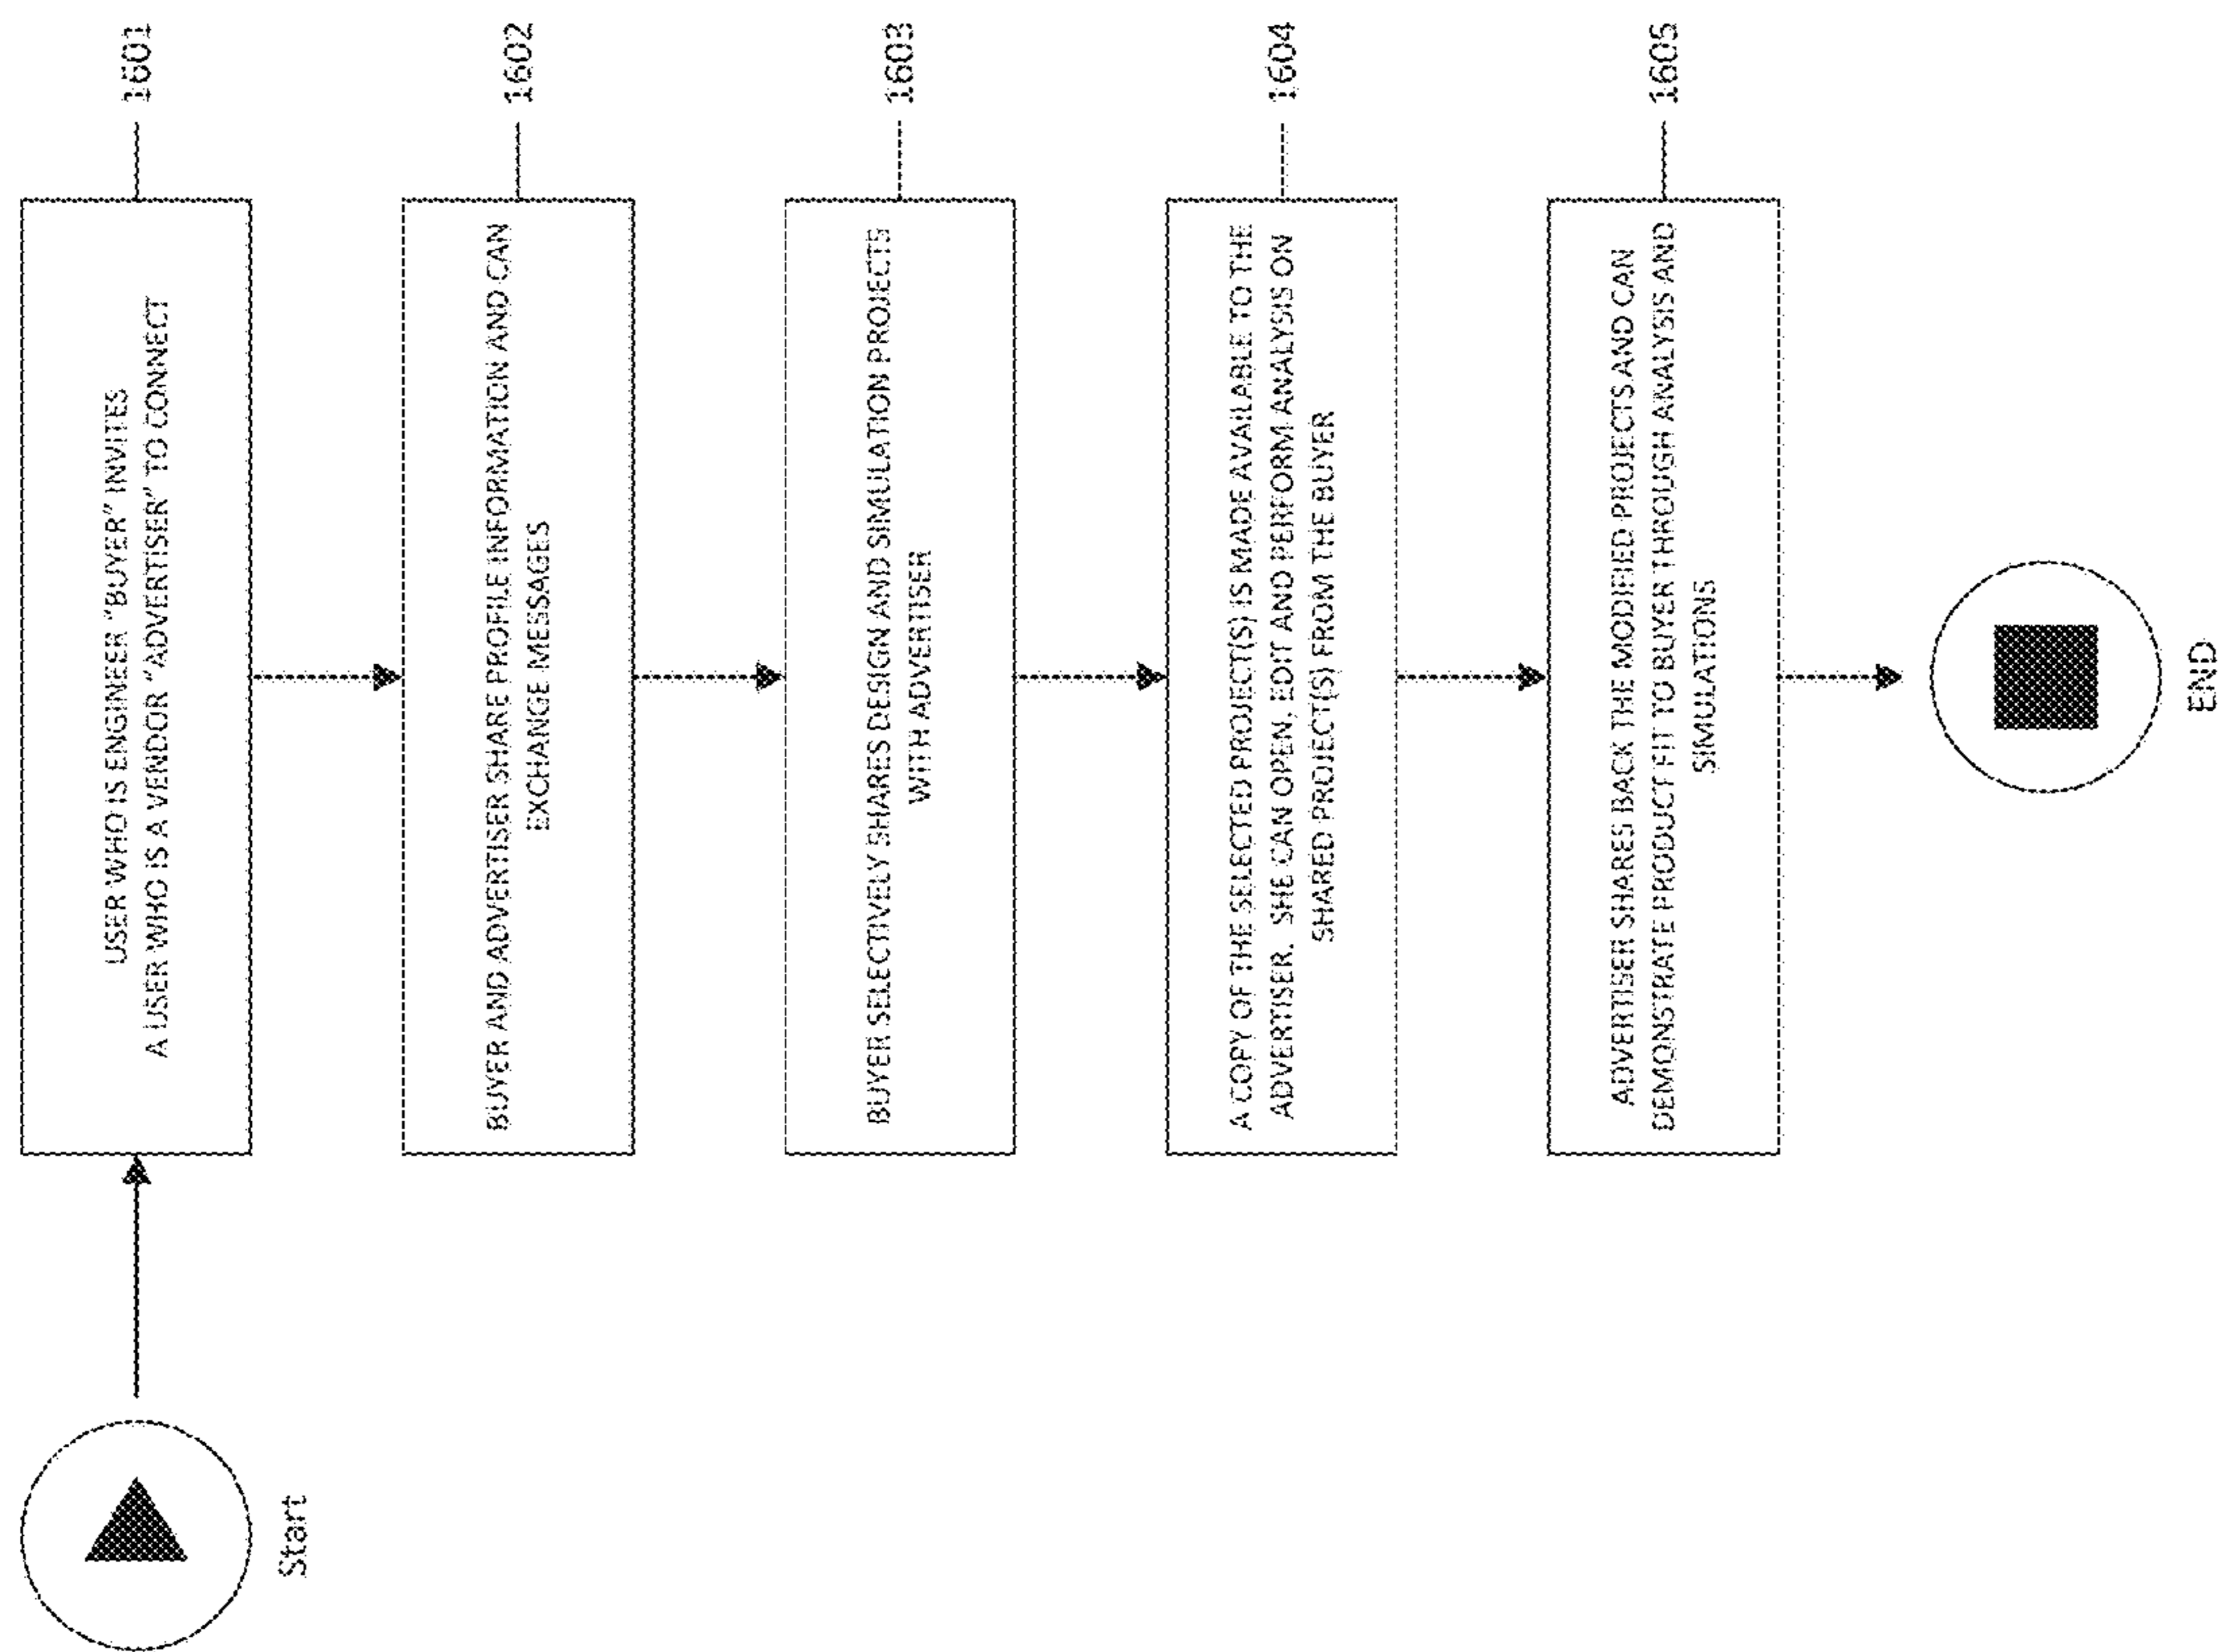 Start
USER WHO IS ENGINEER "BUYER" INVITES
A USER WHO IS A VENDOR "ADVERTISER" TO CONNECT
1601
BUYER AND ADVERTISER SHARE PROFILE INFORMATION AND CAN
EXCHANGE MESSAGES
1602
BUYER SELECTIVELY SHARES DESIGN AND SIMULATION PROJECTS
WITH ADVERTISER
1603
A COPY OF THE SELECTED PROJECT(S) IS MADE AVAILABLE TO THE
ADVERTISER. SHE CAN OPEN, EDIT AND PERFORM ANALYSIS ON
SHARED PROJECT(S) FROM THE BUYER
1604
ADVERTISER SHARES BACK THE MODIFIED PROJECTS AND CAN
DEMONSTRATE PRODUCT FIT TO BUYER THROUGH ANALYSIS AND
SIMULATIONS
1605
END